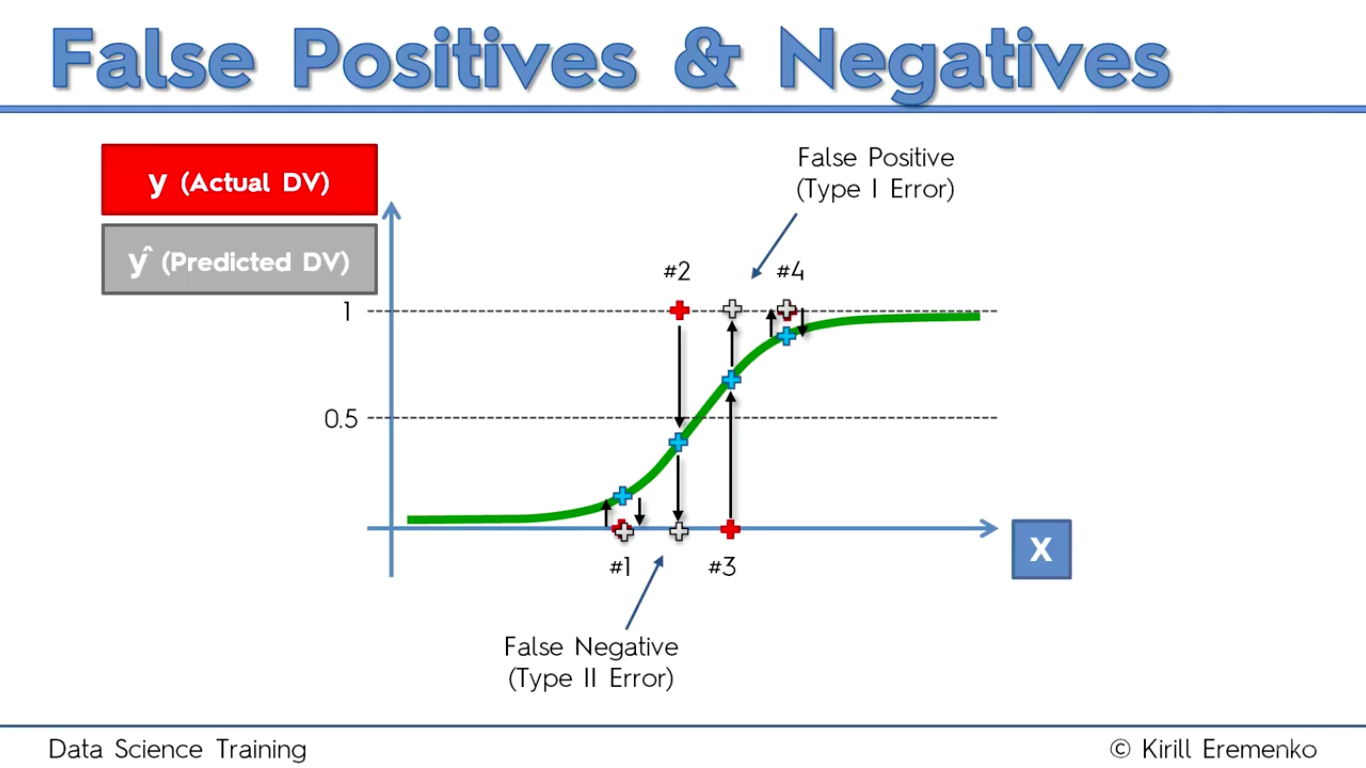 False Positives & Negatives
y (Actual DV)
ŷ (Predicted DV)
False Positive
(Type I Error)
#2
#4
1
0.5
#1
#3
X
False Negative
(Type II Error)
Data Science Training
© Kirill Eremenko